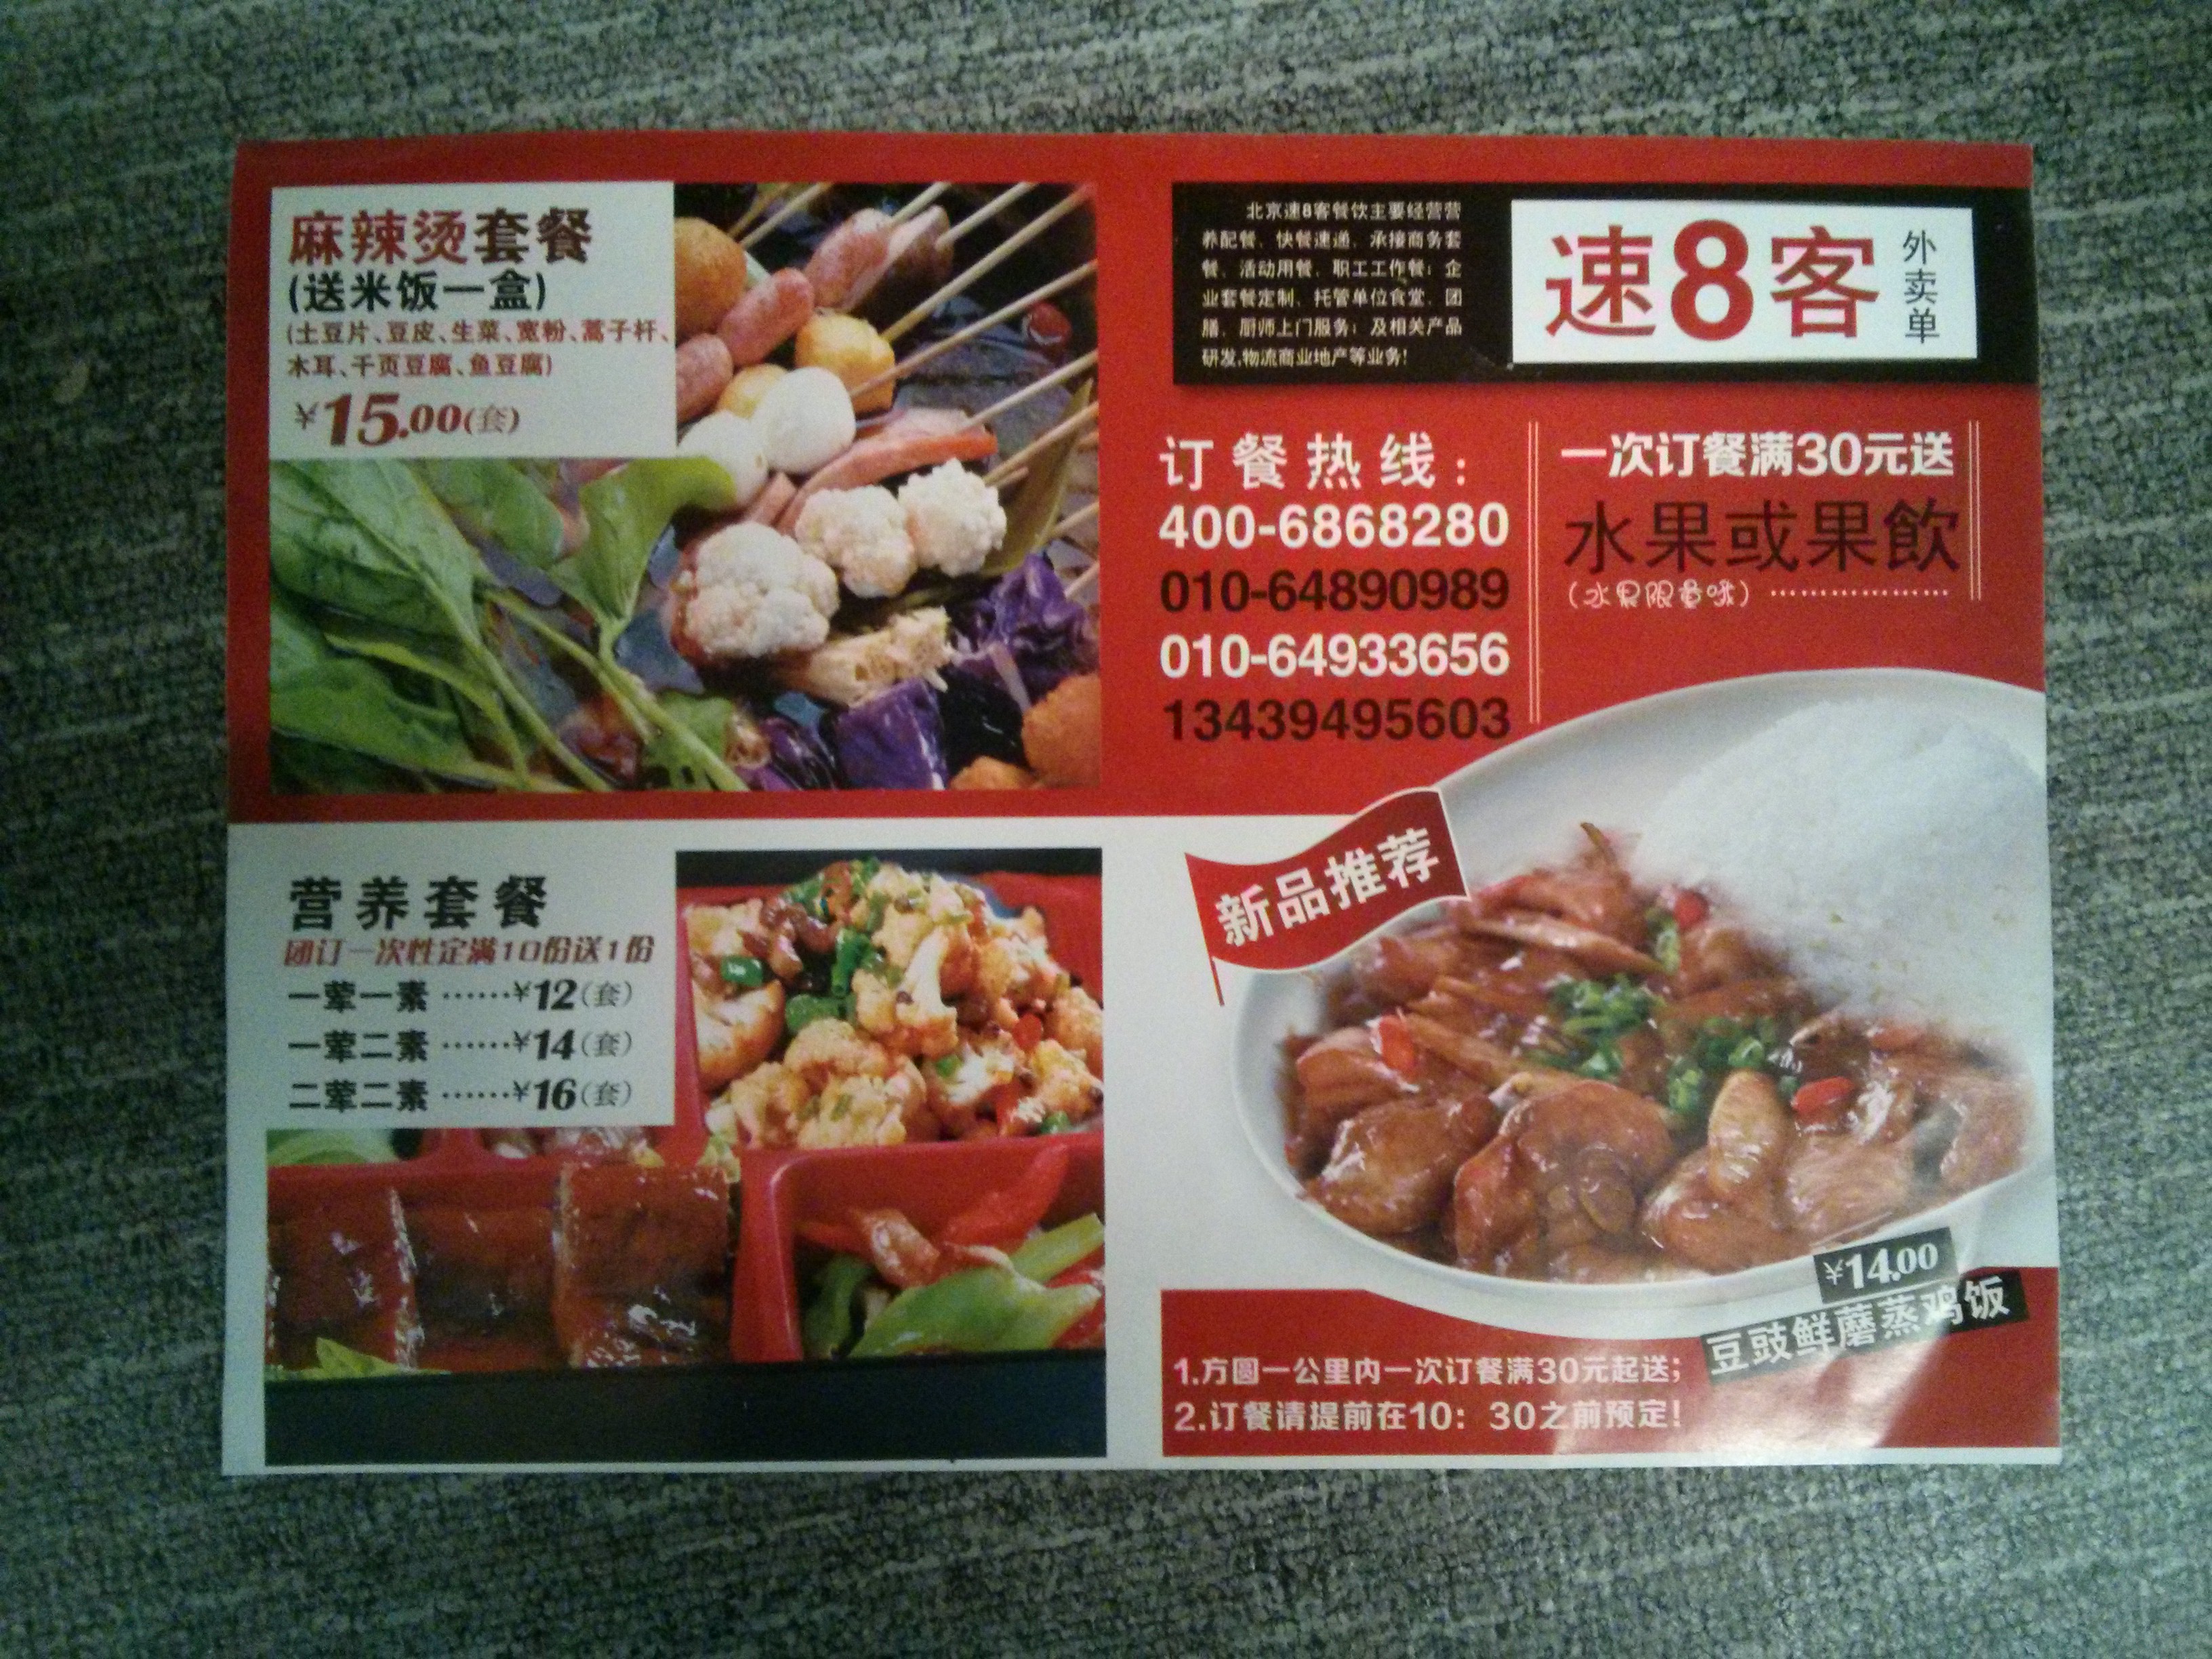 麻辣烫套餐
(送米饭一盒)
(土豆片、豆皮、生菜、宽粉、蒿子杆、
木耳、千页豆腐、鱼豆腐)
¥15.00(套)
营养套餐
团订一次性定满10份送1份
一荤一素 ······¥12(套)
一荤二素 ······¥14(套)
二荤二素 ······¥16(套)
北京速8客餐饮主要经营营
养配餐、快餐速递、承接商务套
餐、活动用餐、职工工作餐；企
业套餐定制、托管单位食堂、团
膳、厨师上门服务；及相关产品
研发,物流商业地产等业务!
速8客
外卖单
订餐热线：
400-6868280
010-64890989
010-64933656
13439495603
一次订餐满30元送
水果或果飲
(水果限量哦)
新品推荐
¥14.00
豆豉鲜蘑蒸鸡饭
1.方圆一公里内一次订餐满30元起送;
2.订餐请提前在10：30之前预定!